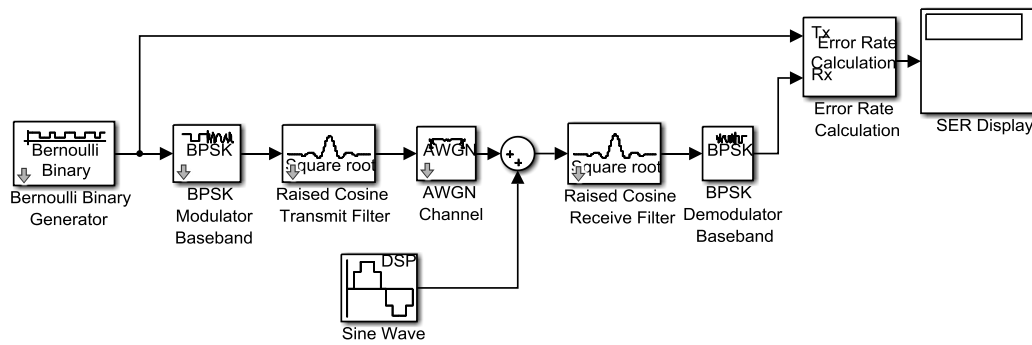 Tx
Error Rate
Calculation
Rx
Error Rate
Calculation
SER Display
Bernoulli
Binary
Bernoulli Binary
Generator
BPSK
BPSK
Modulator
Baseband
Square root
Raised Cosine
Transmit Filter
AWGN
AWGN
Channel
Square root
Raised Cosine
Receive Filter
BPSK
BPSK
Demodulator
Baseband
DSP
Sine Wave